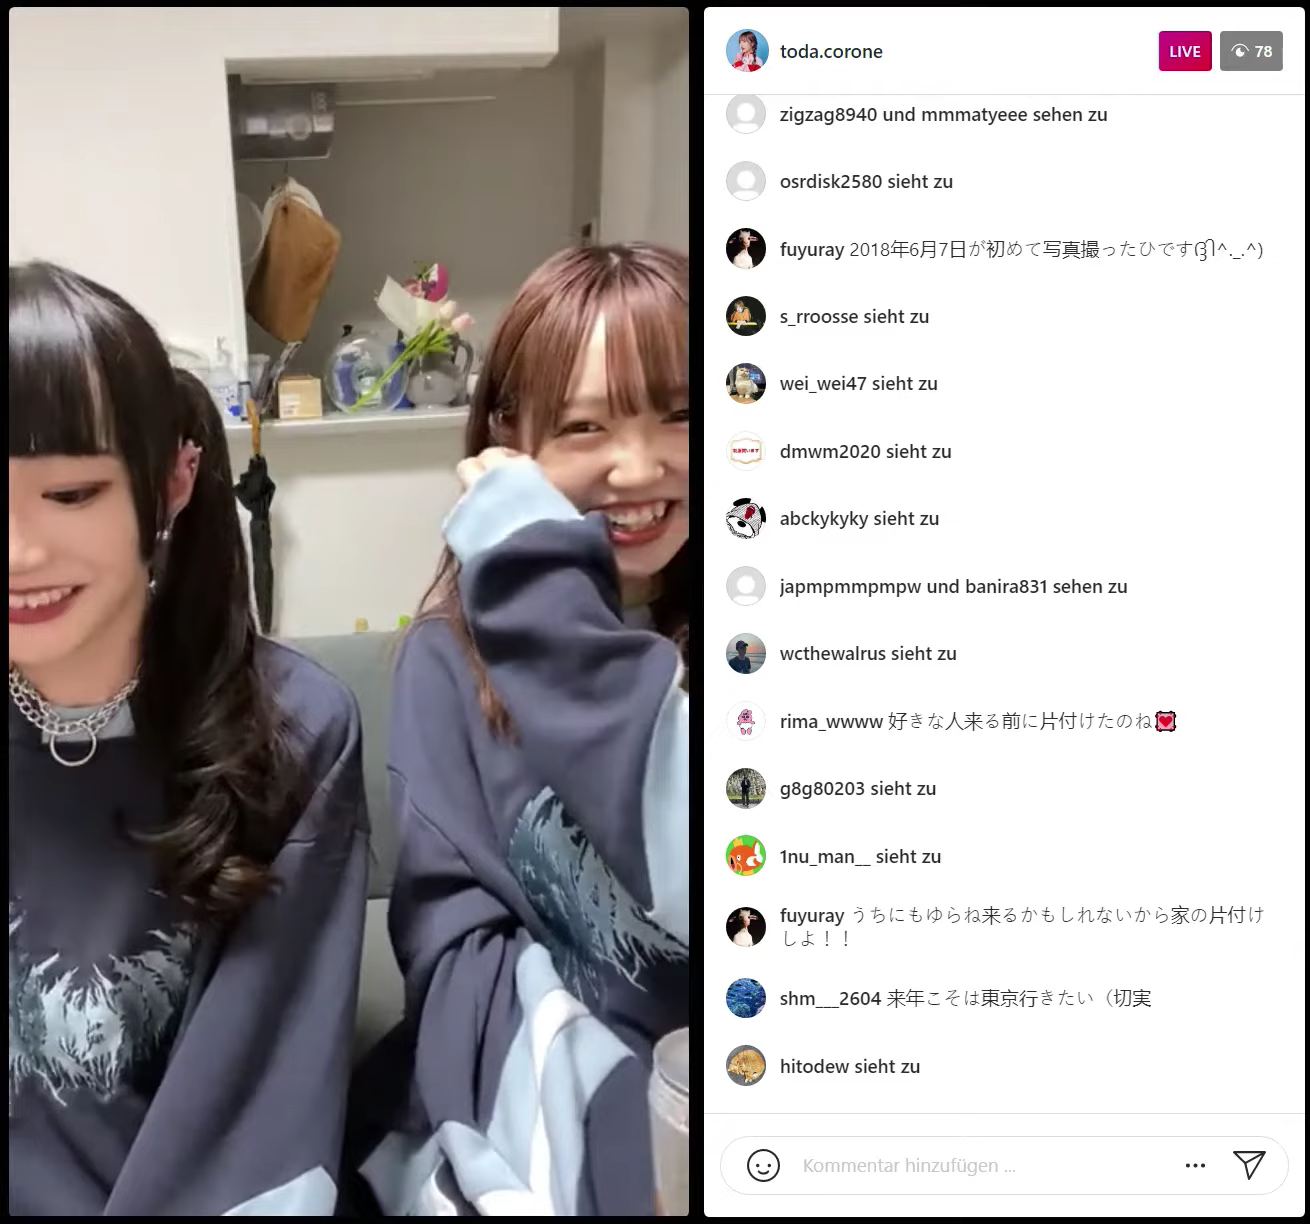 toda.corone
LIVE
78
zigzag8940 und mmmatyeee sehen zu
osrdisk2580 sieht zu
fuyuray 2018年6月7日が初めて写真撮ったひです(ʒੀ^._.^)
s_rroosse sieht zu
wei_wei47 sieht zu
dmwm2020 sieht zu
abckykyky sieht zu
japmpmmpmpw und banira831 sehen zu
wcthewalrus sieht zu
rima_wwww 好きな人来る前に片付けたのね💟
g8g80203 sieht zu
1nu_man__ sieht zu
fuyuray うちにもゆらね来るかもしれないから家の片付け
しよ！！
shm___2604 来年こそは東京行きたい（切実
hitodew sieht zu
Kommentar hinzufügen ...